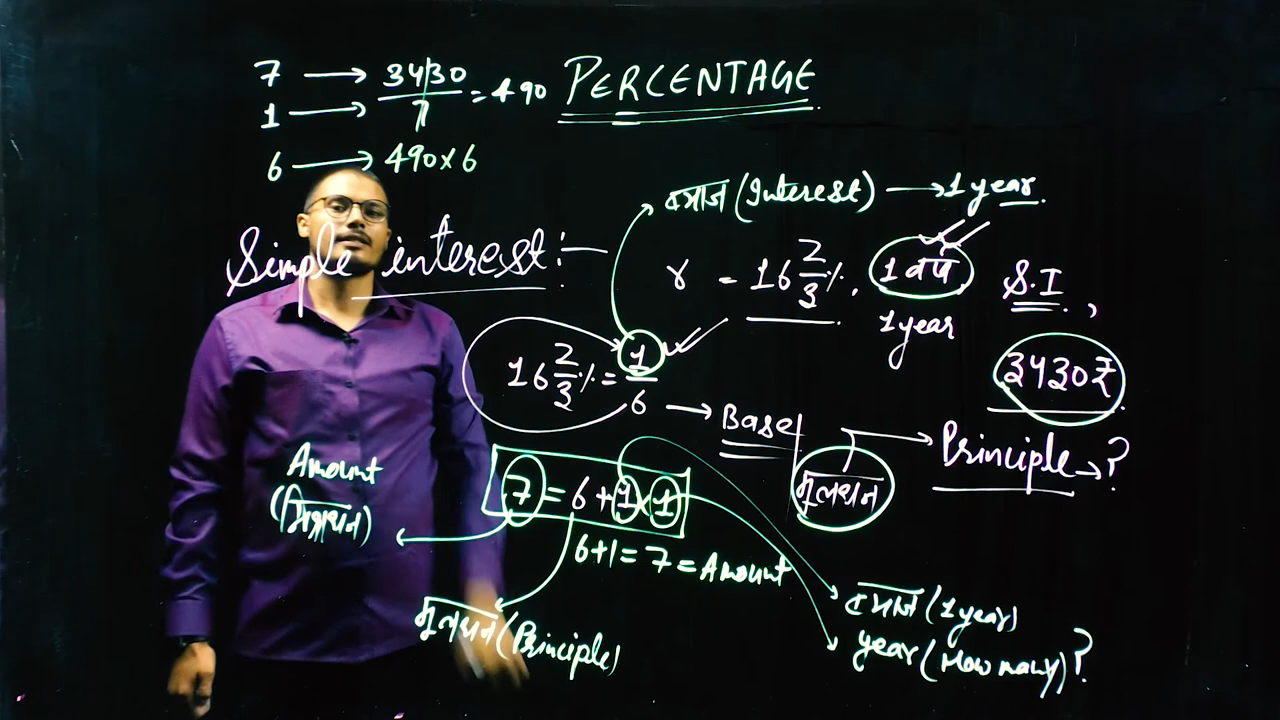 7 → 3430/7 = 490
1 →
6 → 490×6
PERCENTAGE
ब्याज (Interest) → 1 year.
Simple interest :-
r = 16 2/3 %, 1 वर्ष
1 year
S.I ,
3430₹
16 2/3 % = 1/6 → Base
मूलधन → Principle → ?
Amount
(मिश्रधन)
7 = 6 + 1 × 1
6+1 = 7 = Amount
मूलधन (Principle)
ब्याज (1 year)
year (How many) ?